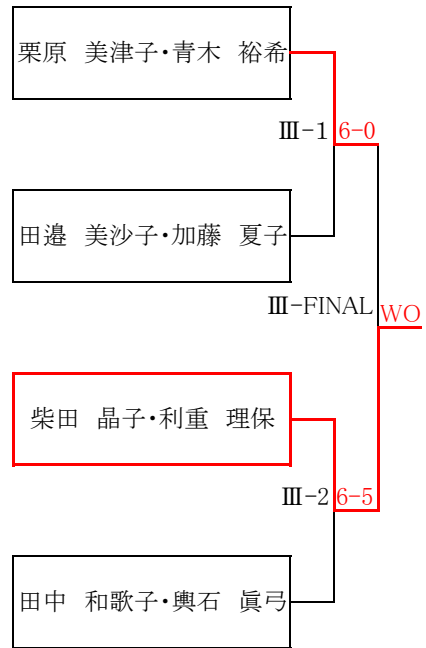 栗原　美津子・青木　裕希
Ⅲ-1 6-0
田邉　美沙子・加藤　夏子
Ⅲ-FINAL WO
柴田　晶子・利重　理保
Ⅲ-2 6-5
田中　和歌子・輿石　眞弓